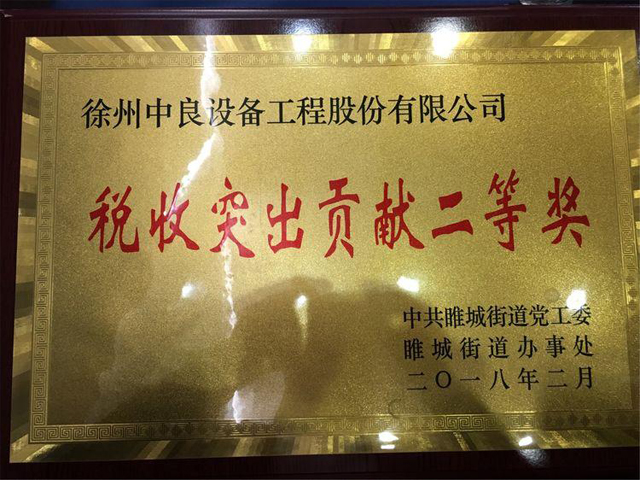 徐州中良设备工程股份有限公司
税收突出贡献二等奖
中共睢城街道党工委
睢城街道办事处
二〇一八年二月